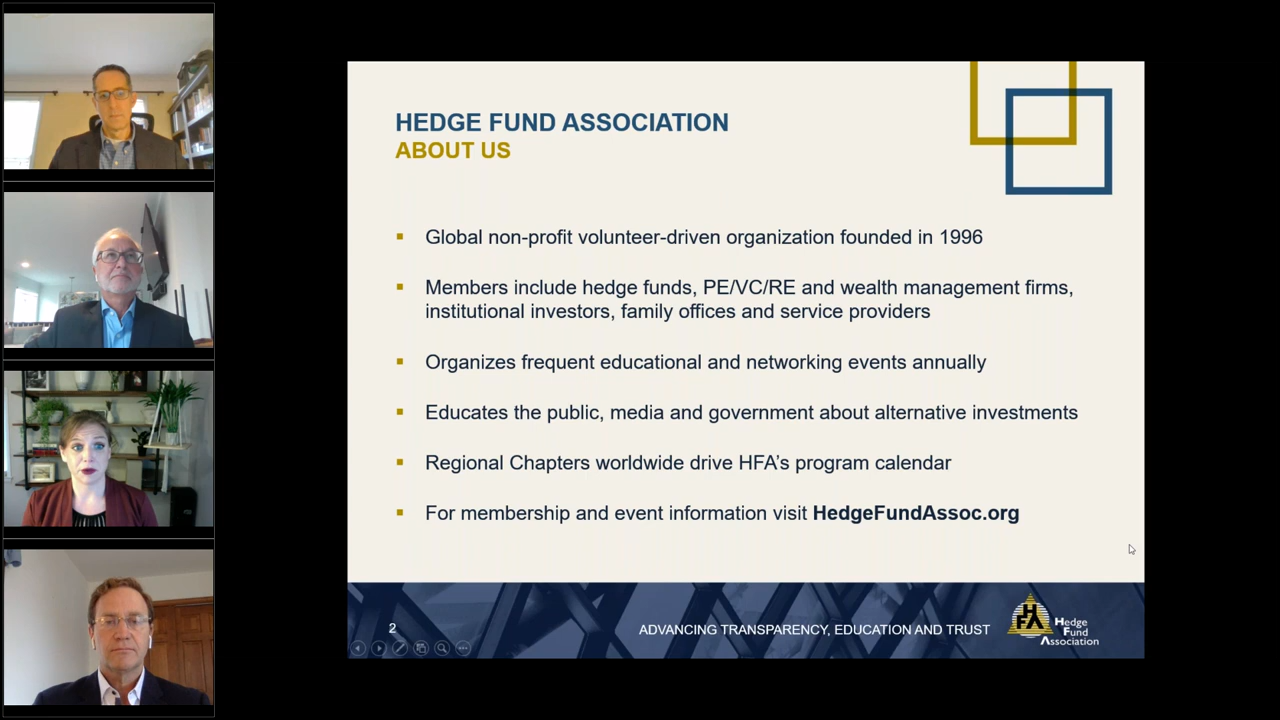 HEDGE FUND ASSOCIATION
ABOUT US
Global non-profit volunteer-driven organization founded in 1996
Members include hedge funds, PE/VC/RE and wealth management firms,
institutional investors, family offices and service providers
Organizes frequent educational and networking events annually
Educates the public, media and government about alternative investments
Regional Chapters worldwide drive HFA’s program calendar
For membership and event information visit HedgeFundAssoc.org
2
ADVANCING TRANSPARENCY, EDUCATION AND TRUST
HFA
Hedge
Fund
Association